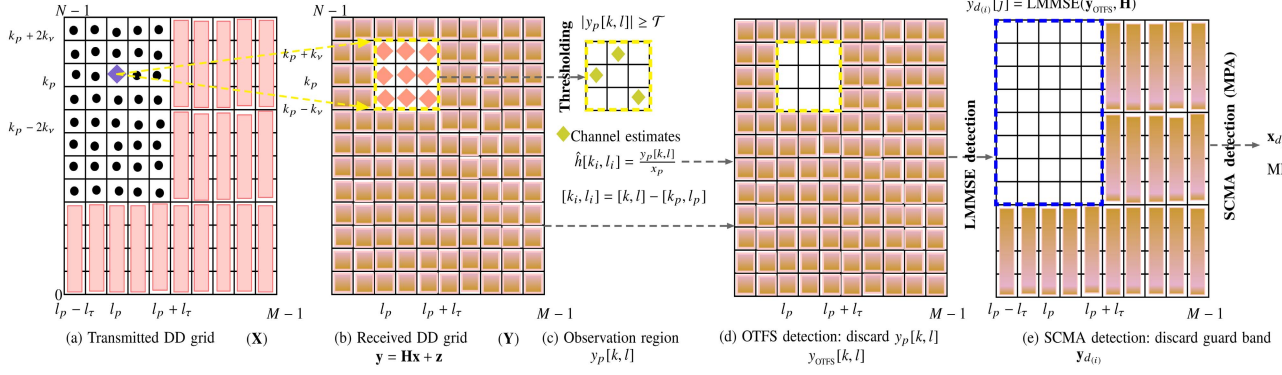 N − 1
k_p + 2k_ν
k_p
k_p − 2k_ν
0
l_p − l_τ
l_p
l_p + l_τ
M − 1
(a) Transmitted DD grid (X)
N − 1
k_p + k_ν
k_p
k_p − k_ν
l_p
l_p + l_τ
M − 1
(b) Received DD grid (Y)
y = Hx + z
|y_p[k, l]| ≥ 𝒯
Thresholding
Channel estimates
ĥ[k_i, l_i] = y_p[k,l] / x_p
[k_i, l_i] = [k, l] − [k_p, l_p]
(c) Observation region
y_p[k, l]
l_p
l_p + l_τ
M − 1
(d) OTFS detection: discard y_p[k, l]
y_OTFS[k, l]
LMMSE detection
y_{d(i)}[j] = LMMSE(y_OTFS, H)
l_p − l_τ
l_p
l_p + l_τ
M − 1
(e) SCMA detection: discard guard band
y_{d(i)}
SCMA detection (MPA)
x_d